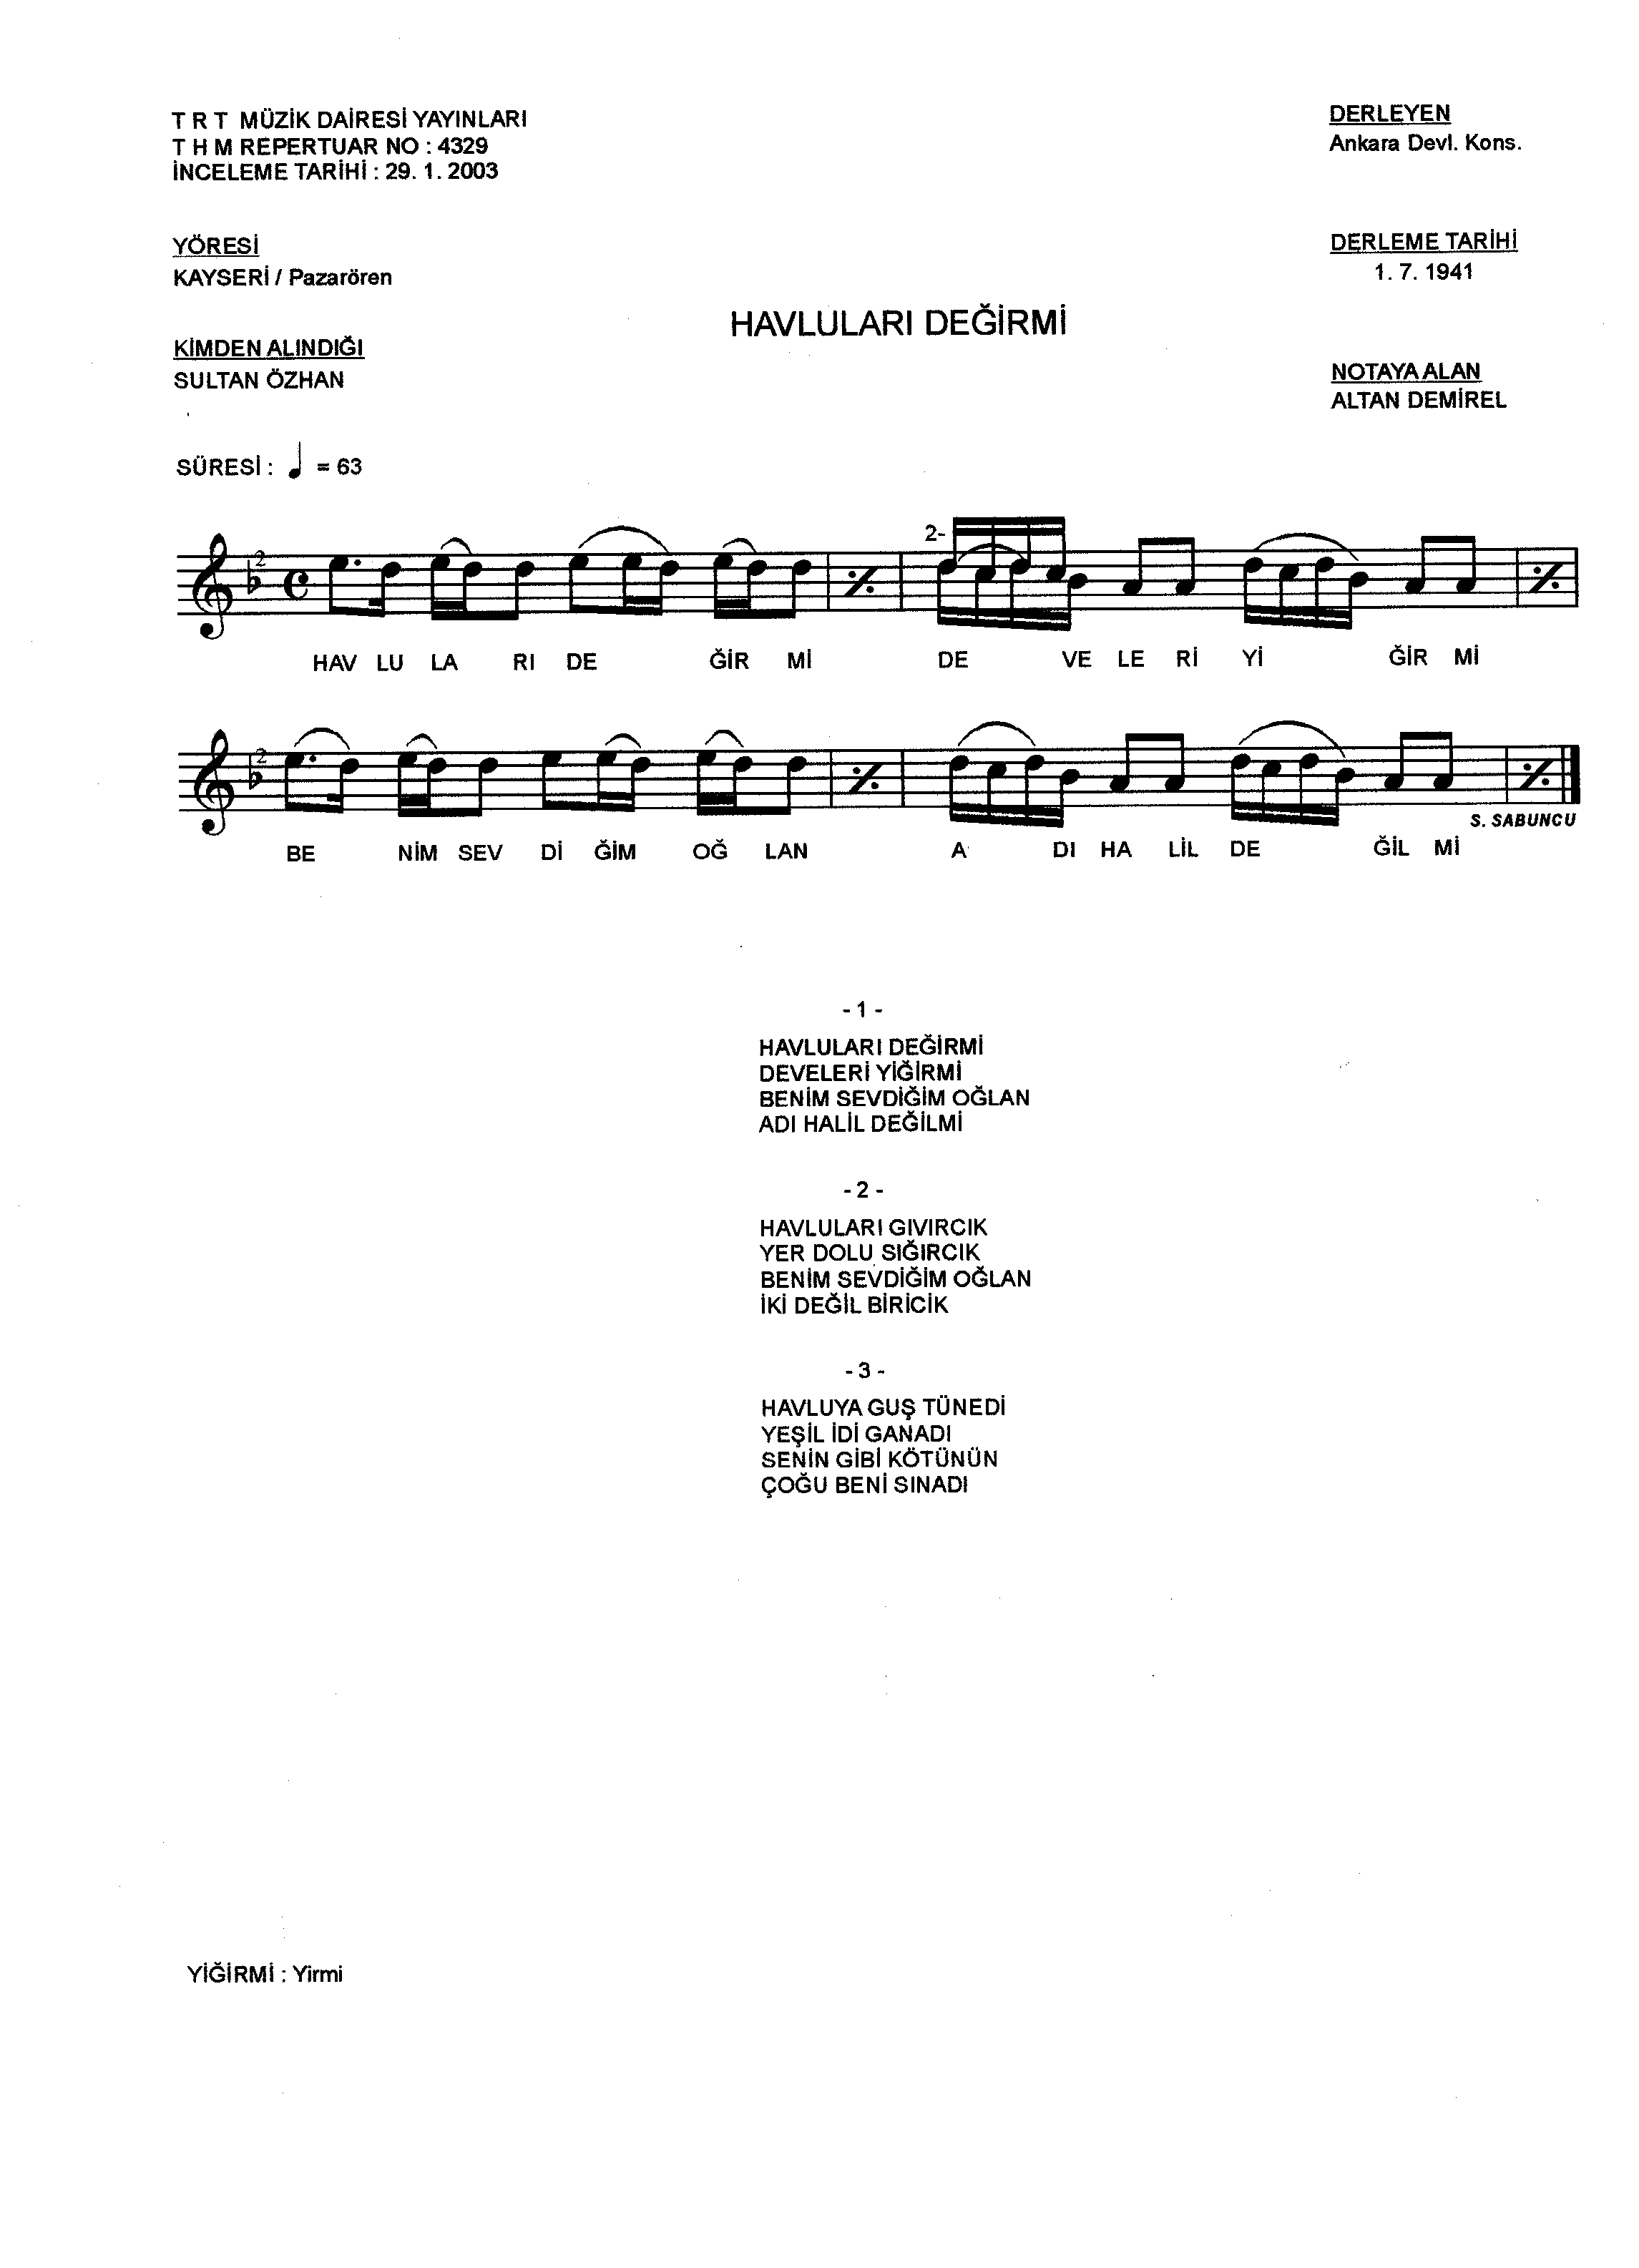 T R T MÜZİK DAİRESİ YAYINLARI
T H M REPERTUAR NO : 4329
İNCELEME TARİHİ : 29. 1. 2003
DERLEYEN
Ankara Devl. Kons.
YÖRESİ
KAYSERİ / Pazarören
DERLEME TARİHİ
1. 7. 1941
HAVLULARI DEĞİRMİ
KİMDEN ALINDIĞI
SULTAN ÖZHAN
NOTAYA ALAN
ALTAN DEMİREL
SÜRESİ : = 63
2 2-
HAV LU LA RI DE ĞİR Mİ DE VE LE Rİ Yİ ĞİR Mİ
2
S. SABUNCU
BE NİM SEV Dİ ĞİM OĞ LAN A DI HA LİL DE ĞİL Mİ
- 1 -
HAVLULARI DEĞİRMİ
DEVELERİ YİĞİRMİ
BENİM SEVDİĞİM OĞLAN
ADI HALİL DEĞİLMİ
- 2 -
HAVLULARI GIVIRCIK
YER DOLU SIĞIRCIK
BENİM SEVDİĞİM OĞLAN
İKİ DEĞİL BİRİCİK
- 3 -
HAVLUYA GUŞ TÜNEDİ
YEŞİL İDİ GANADI
SENİN GİBİ KÖTÜNÜN
ÇOĞU BENİ SINADI
YİĞİRMİ : Yirmi